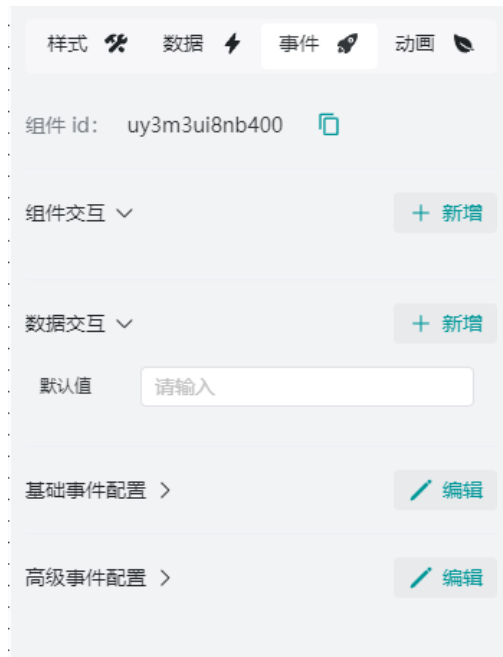 样式 数据 事件 动画
组件 id： uy3m3ui8nb400
组件交互 新增
数据交互 新增
默认值 请输入
基础事件配置 编辑
高级事件配置 编辑